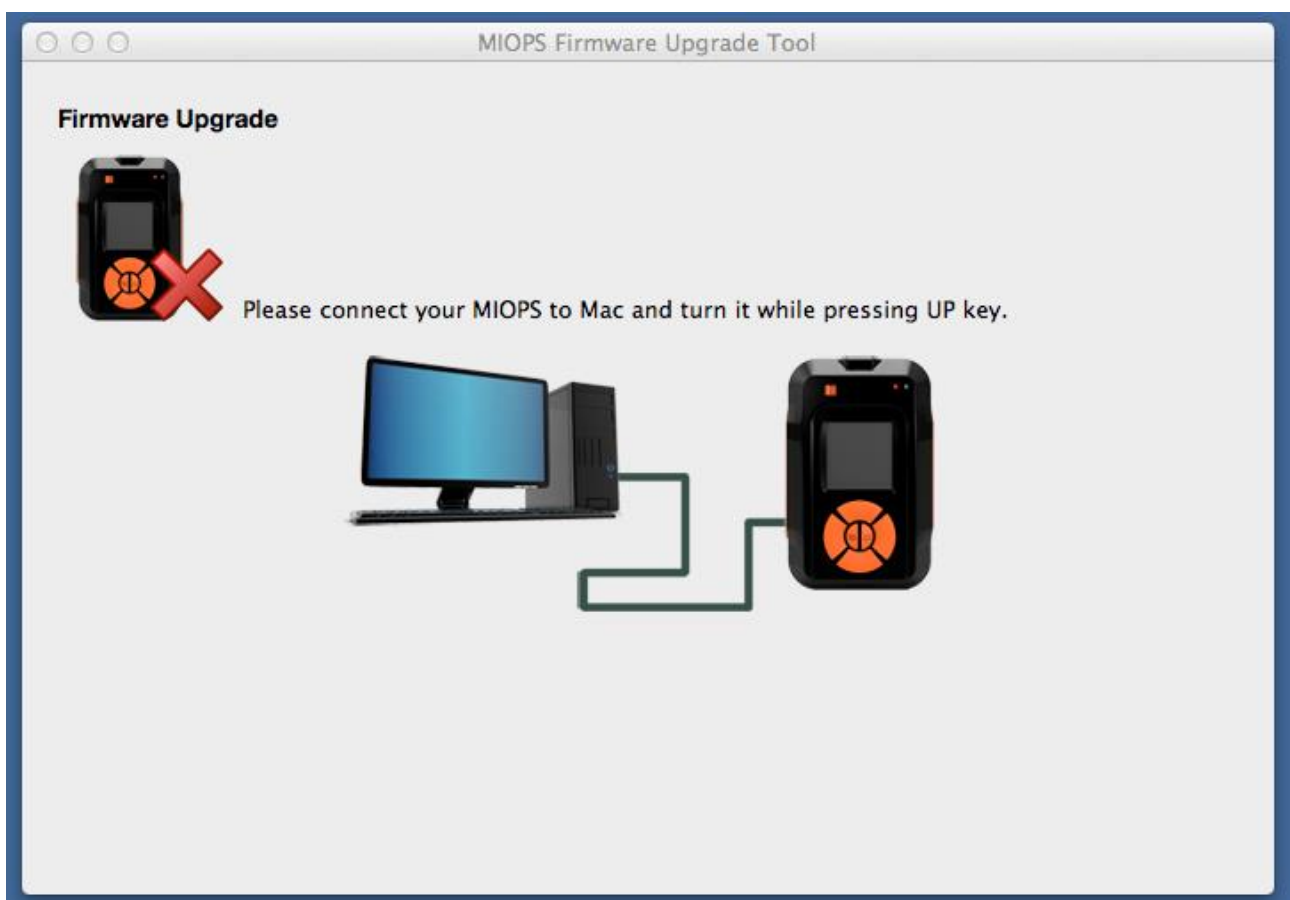 MIOPS Firmware Upgrade Tool
Firmware Upgrade
Please connect your MIOPS to Mac and turn it while pressing UP key.